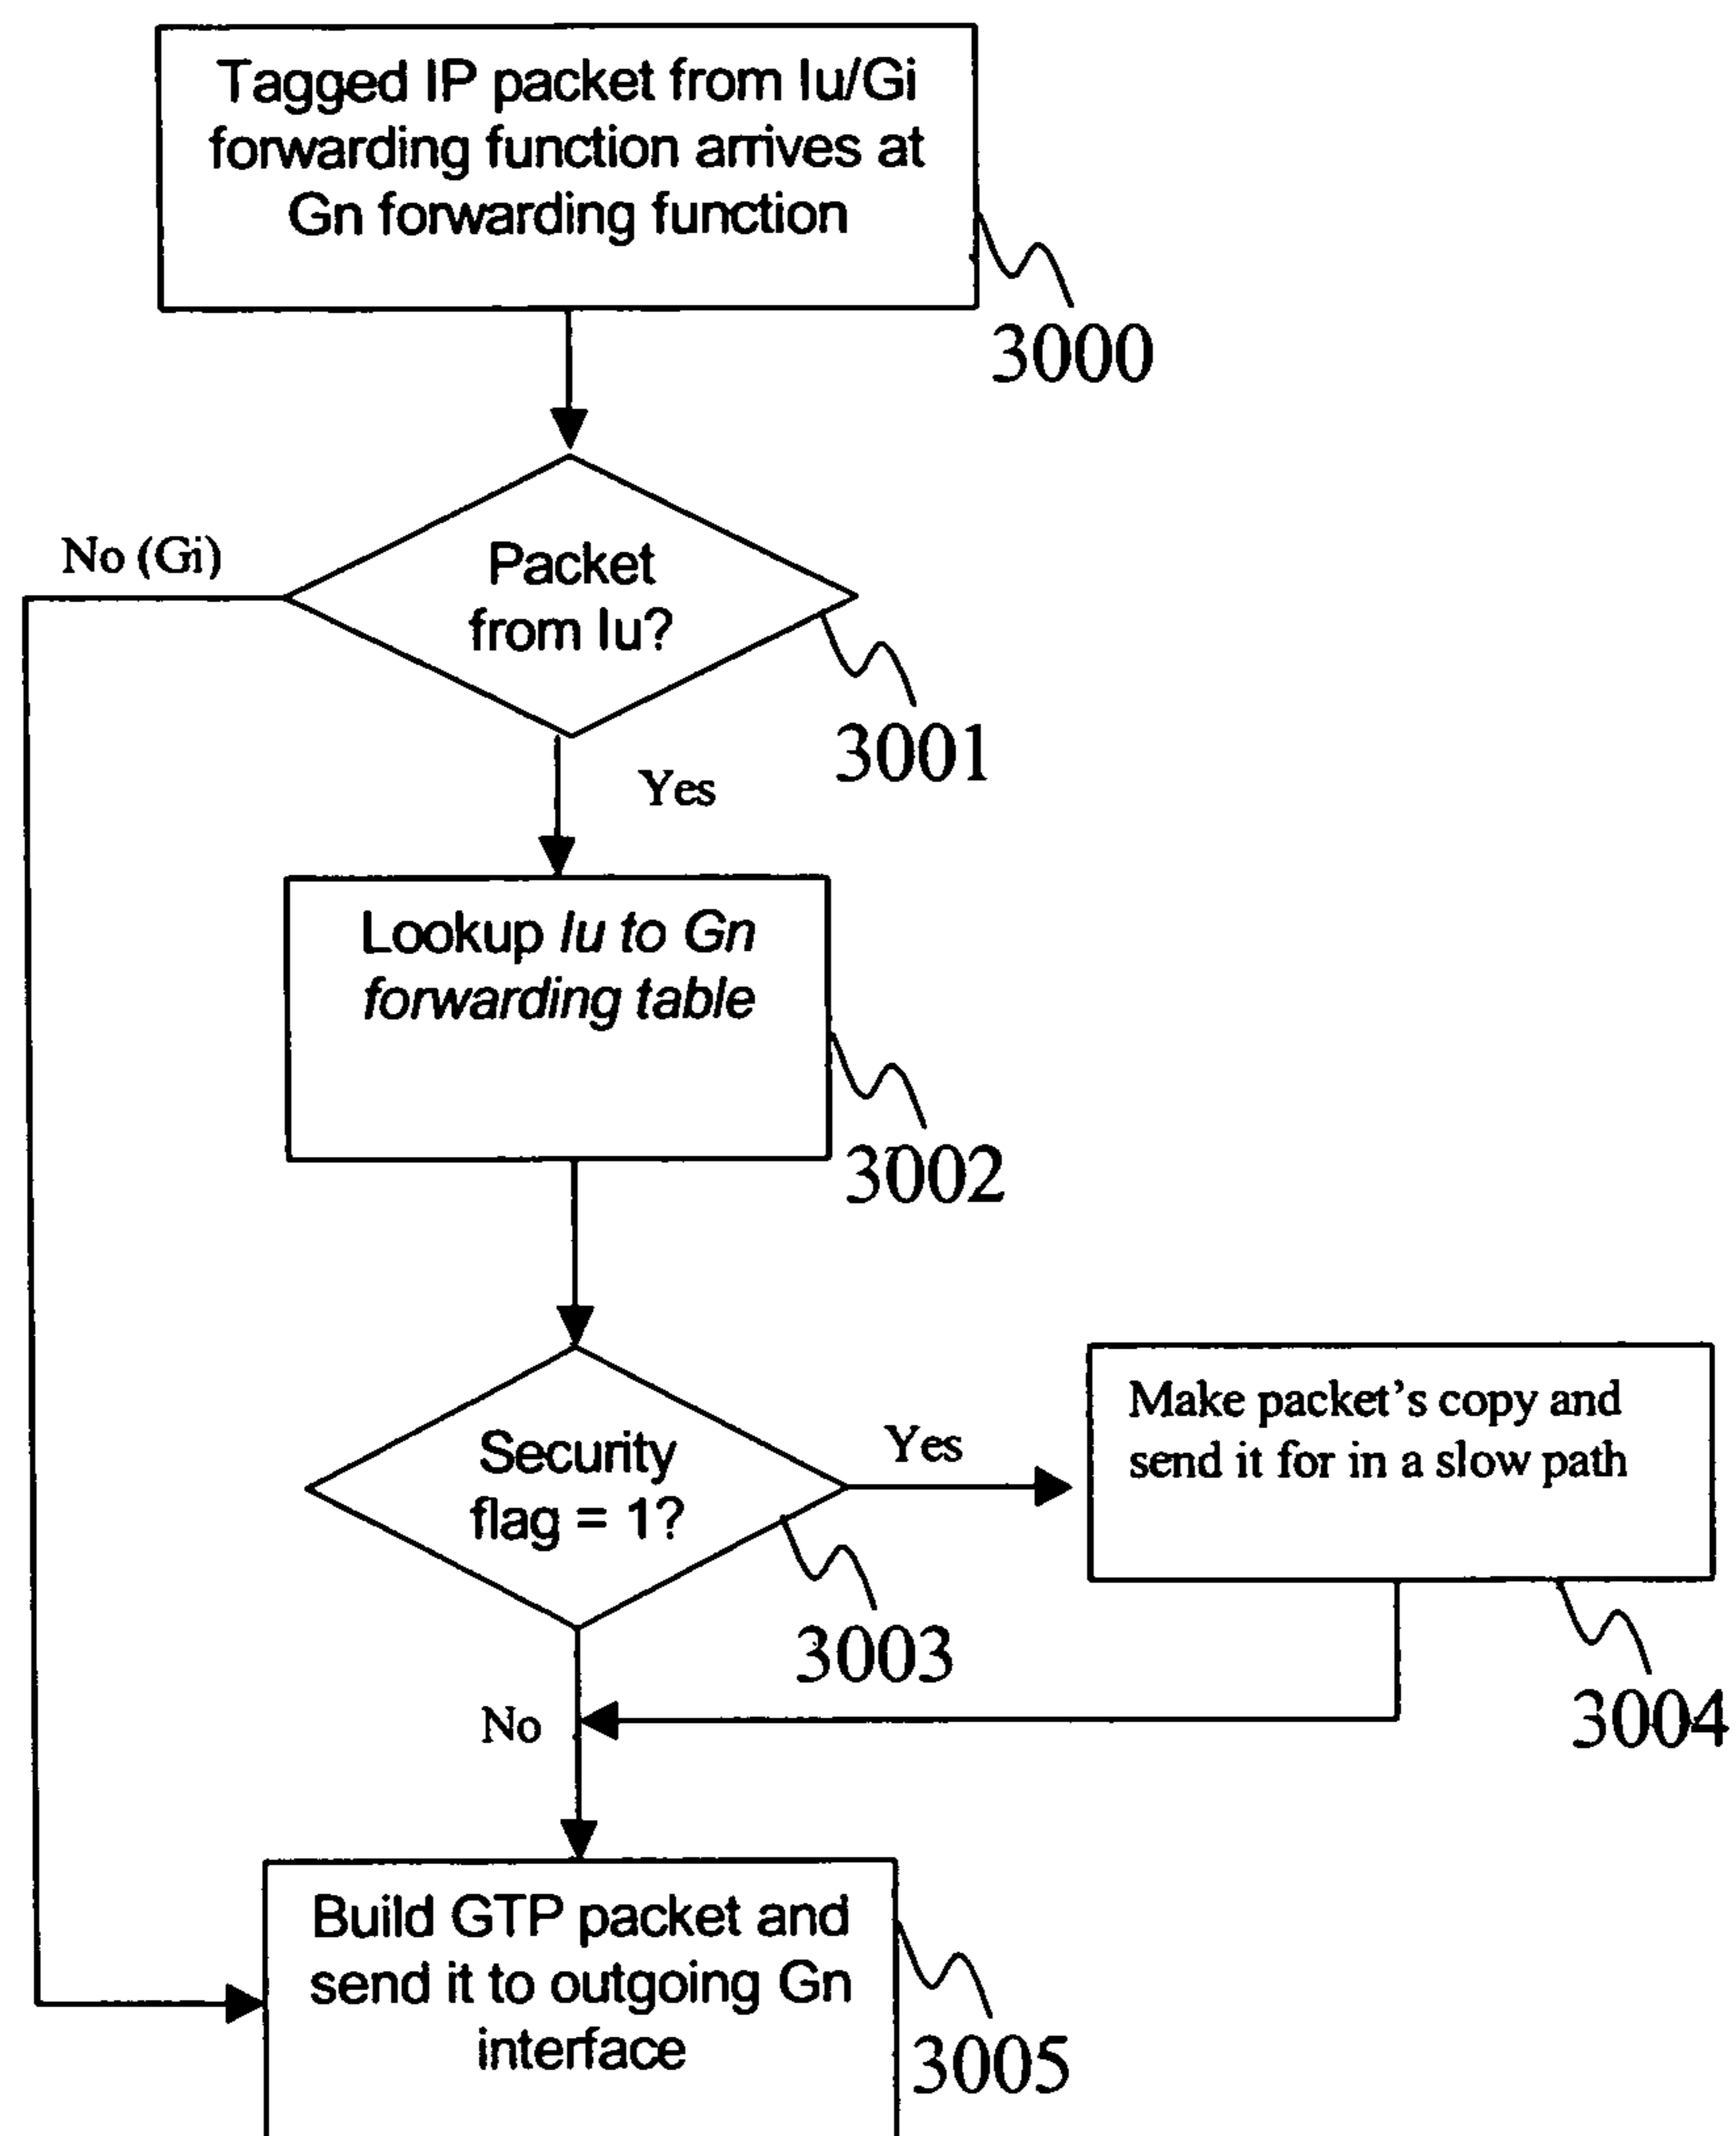 Tagged IP packet from Iu/Gi
forwarding function arrives at
Gn forwarding function
3000
No (Gi)
Packet
from Iu?
3001
Yes
Lookup Iu to Gn
forwarding table
3002
Security
flag = 1?
Yes
3003
Make packet's copy and
send it for in a slow path
3004
No
Build GTP packet and
send it to outgoing Gn
interface
3005